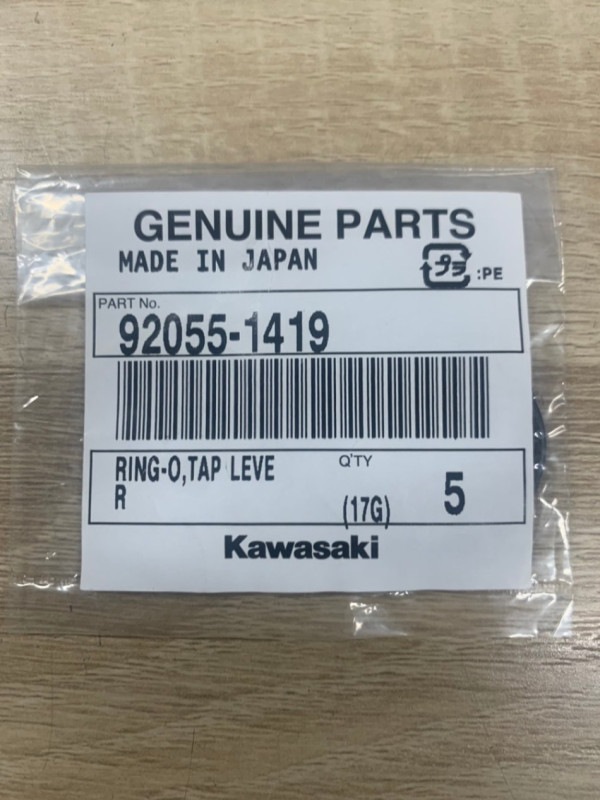 GENUINE PARTS
MADE IN JAPAN
プラ :PE
PART No.
92055-1419
RING-O,TAP LEVE
R
Q'TY
(17G) 5
Kawasaki